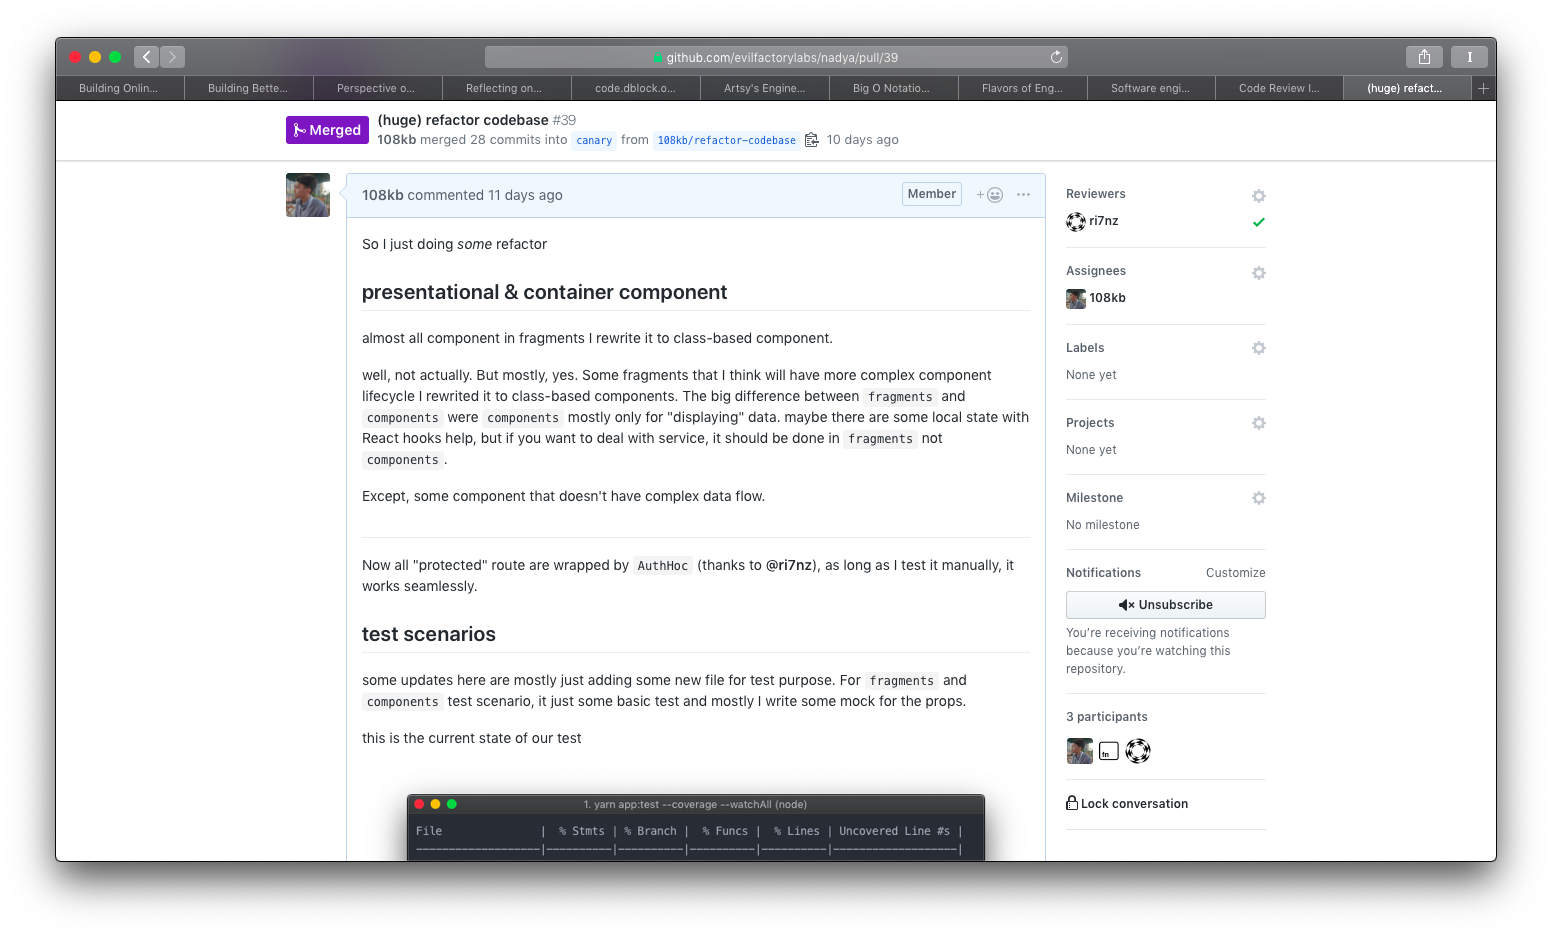 github.com/evilfactorylabs/nadya/pull/39
I
Building Onlin...
Building Bette...
Perspective o...
Reflecting on...
code.dblock.o...
Artsy's Engine...
Big O Notatio...
Flavors of Eng...
Software engi...
Code Review I...
(huge) refact...
Merged
(huge) refactor codebase #39
108kb merged 28 commits into canary from 108kb/refactor-codebase 10 days ago
108kb commented 11 days ago
Member
So I just doing some refactor
presentational & container component
almost all component in fragments I rewrite it to class-based component.
well, not actually. But mostly, yes. Some fragments that I think will have more complex component
lifecycle I rewrited it to class-based components. The big difference between fragments and
components were components mostly only for "displaying" data. maybe there are some local state with
React hooks help, but if you want to deal with service, it should be done in fragments not
components.
Except, some component that doesn't have complex data flow.
Now all "protected" route are wrapped by AuthHoc (thanks to @ri7nz), as long as I test it manually, it
works seamlessly.
test scenarios
some updates here are mostly just adding some new file for test purpose. For fragments and
components test scenario, it just some basic test and mostly I write some mock for the props.
this is the current state of our test
1. yarn app:test --coverage --watchAll (node)
File | % Stmts | % Branch | % Funcs | % Lines | Uncovered Line #s |
Reviewers
ri7nz
Assignees
108kb
Labels
None yet
Projects
None yet
Milestone
No milestone
Notifications Customize
Unsubscribe
You're receiving notifications
because you're watching this
repository.
3 participants
fn
Lock conversation